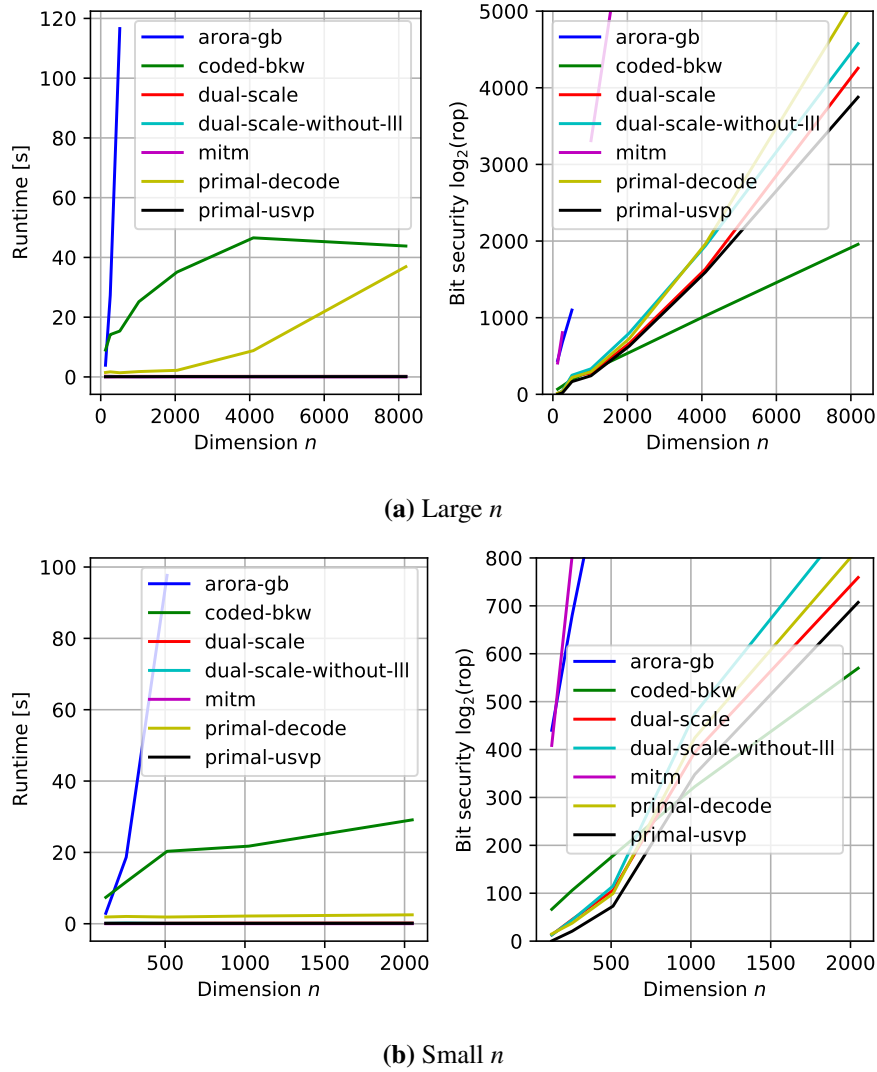 120
100
80
60
40
20
0
Runtime [s]
arora-gb
coded-bkw
dual-scale
dual-scale-without-lll
mitm
primal-decode
primal-usvp
0 2000 4000 6000 8000
Dimension n
5000
4000
3000
2000
1000
0
Bit security log₂(rop)
arora-gb
coded-bkw
dual-scale
dual-scale-without-lll
mitm
primal-decode
primal-usvp
0 2000 4000 6000 8000
Dimension n
(a) Large n
100
80
60
40
20
0
Runtime [s]
arora-gb
coded-bkw
dual-scale
dual-scale-without-lll
mitm
primal-decode
primal-usvp
500 1000 1500 2000
Dimension n
800
700
600
500
400
300
200
100
0
Bit security log₂(rop)
arora-gb
coded-bkw
dual-scale
dual-scale-without-lll
mitm
primal-decode
primal-usvp
500 1000 1500 2000
Dimension n
(b) Small n